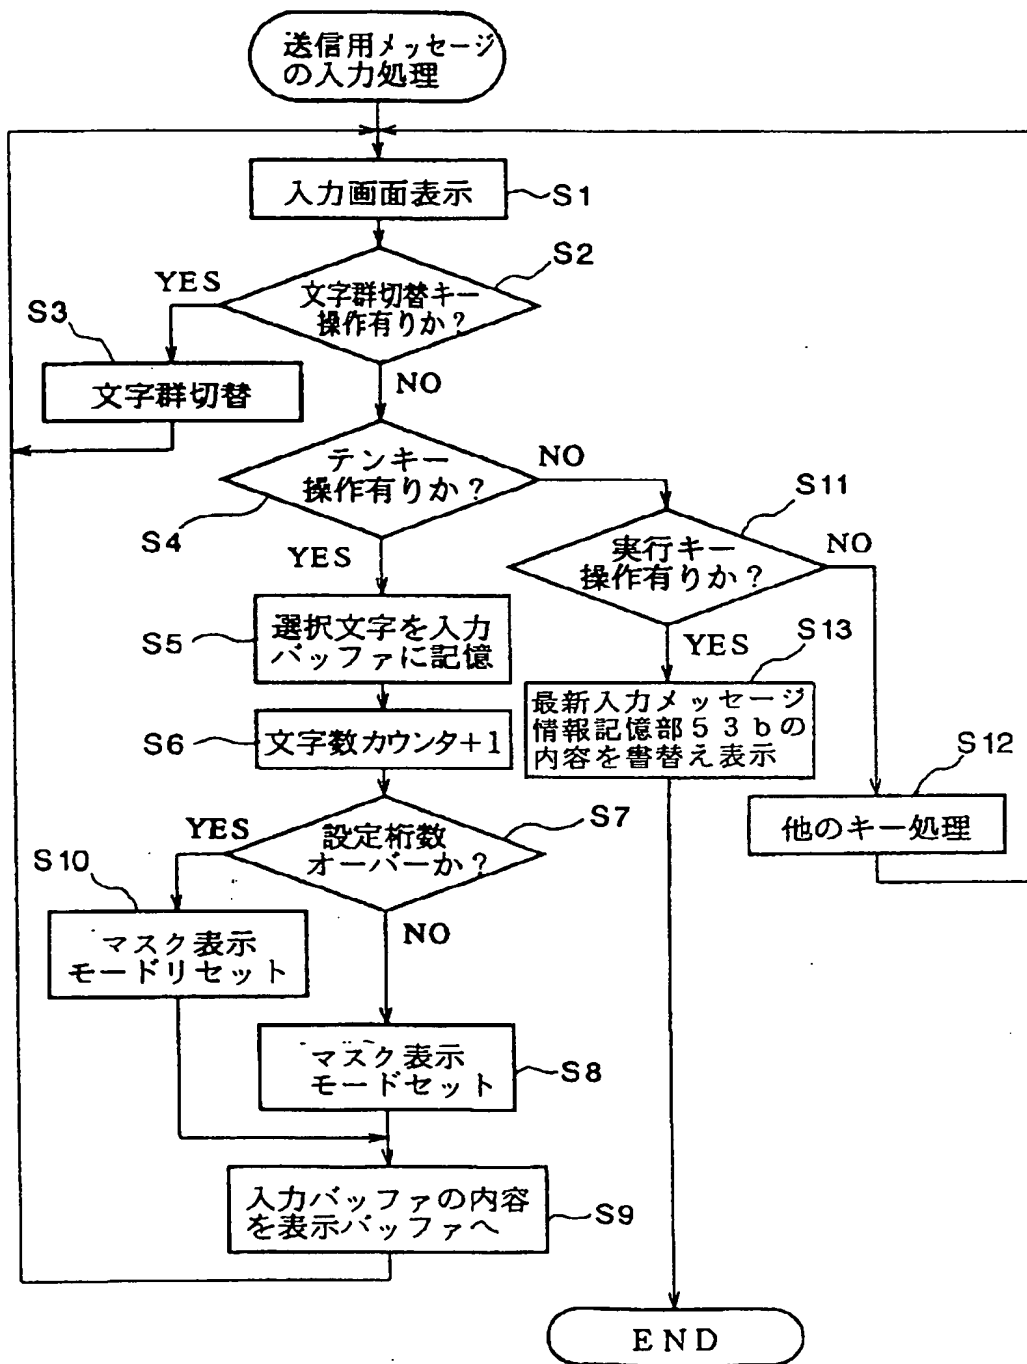 送信用メッセージ
の入力処理
入力画面表示
S1
S2
YES
文字群切替キー
操作有りか？
S3
文字群切替
NO
テンキー
操作有りか？
NO
S4
YES
S11
実行キー
操作有りか？
NO
S5
選択文字を入力
バッファに記憶
YES
S13
最新入力メッセージ
情報記憶部５３ｂの
内容を書替え表示
S6
文字数カウンタ+1
S12
他のキー処理
YES
設定桁数
オーバーか？
S7
S10
マスク表示
モードリセット
NO
マスク表示
モードセット
S8
入力バッファの内容
を表示バッファへ
S9
END